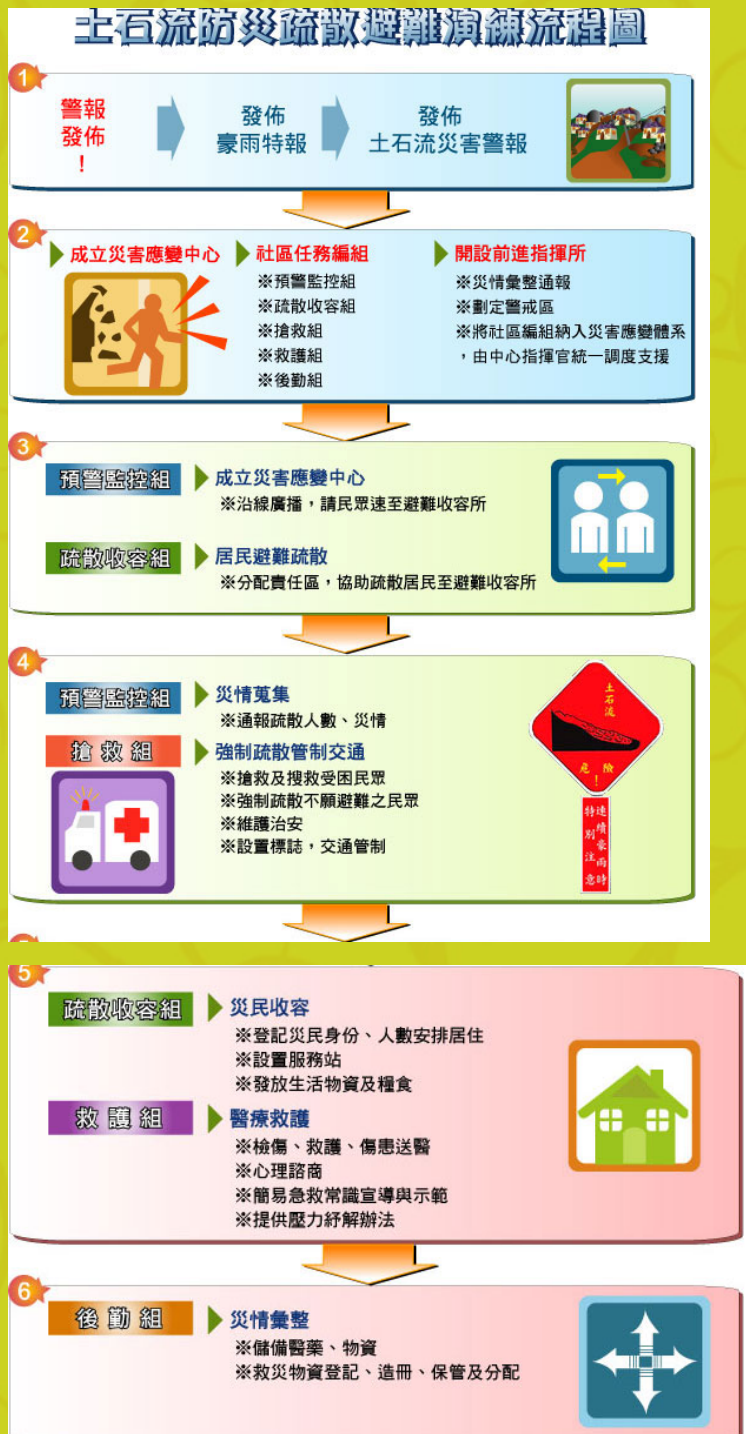 土石流防災疏散避難演練流程圖
1
警報
發佈
!
發佈
豪雨特報
發佈
土石流災害警報
2
成立災害應變中心
社區任務編組
※預警監控組
※疏散收容組
※搶救組
※救護組
※後勤組
開設前進指揮所
※災情彙整通報
※劃定警戒區
※將社區編組納入災害應變體系
，由中心指揮官統一調度支援
3
預警監控組
成立災害應變中心
※沿線廣播，請民眾速至避難收容所
疏散收容組
居民避難疏散
※分配責任區，協助疏散居民至避難收容所
4
預警監控組
災情蒐集
※通報疏散人數、災情
搶救組
強制疏散管制交通
※搶救及搜救受困民眾
※強制疏散不願避難之民眾
※維護治安
※設置標誌，交通管制
土石流
危險
!
連續豪雨時
特別注意
5
疏散收容組
災民收容
※登記災民身份、人數安排居住
※設置服務站
※發放生活物資及糧食
救護組
醫療救護
※檢傷、救護、傷患送醫
※心理諮商
※簡易急救常識宣導與示範
※提供壓力紓解辦法
6
後勤組
災情彙整
※儲備醫藥、物資
※救災物資登記、造冊、保管及分配